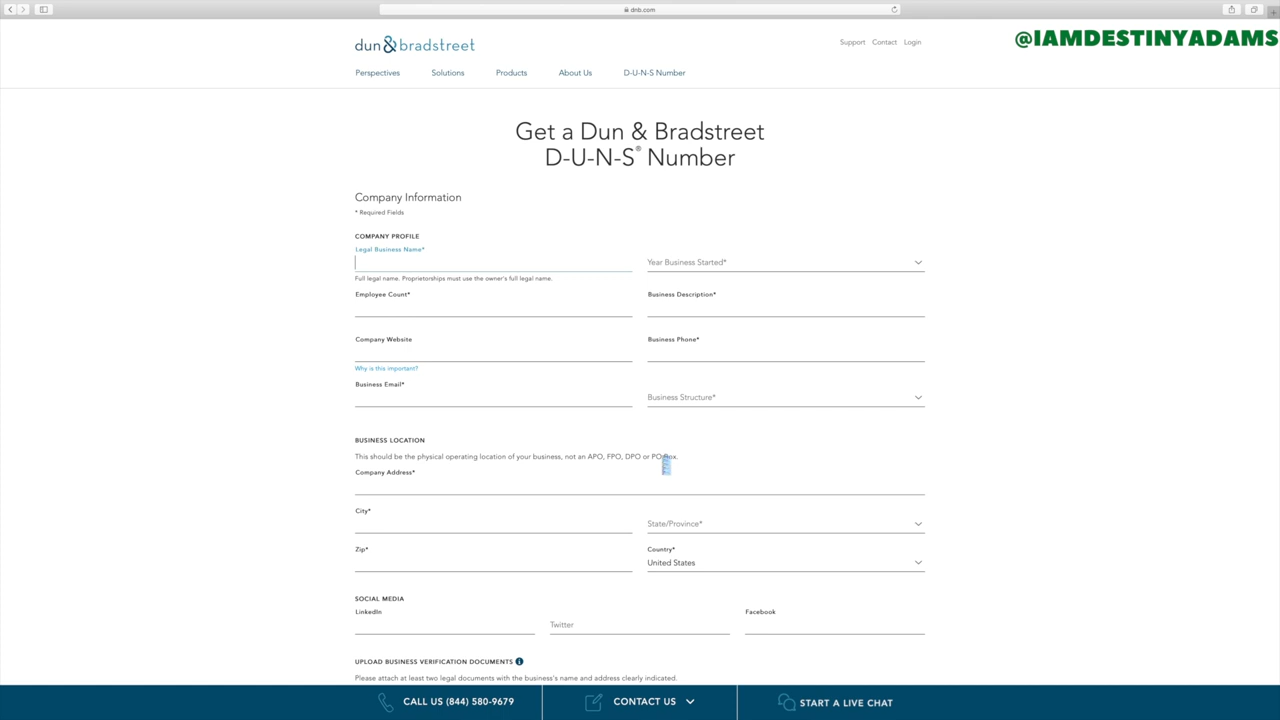 dnb.com
@IAMDESTINYADAMS
dun & bradstreet
Support Contact Login
Perspectives Solutions Products About Us D-U-N-S Number
Get a Dun & Bradstreet
D-U-N-S® Number
Company Information
* Required Fields
COMPANY PROFILE
Legal Business Name*
Year Business Started*
Full legal name. Proprietorships must use the owner's full legal name.
Employee Count* Business Description*
Company Website Business Phone*
Why is this important?
Business Email*
Business Structure*
BUSINESS LOCATION
This should be the physical operating location of your business, not an APO, FPO, DPO or PO Box.
Company Address*
City*
State/Province*
Zip* Country*
United States
SOCIAL MEDIA
LinkedIn Facebook
Twitter
UPLOAD BUSINESS VERIFICATION DOCUMENTS
Please attach at least two legal documents with the business's name and address clearly indicated.
CALL US (844) 580-9679 CONTACT US START A LIVE CHAT